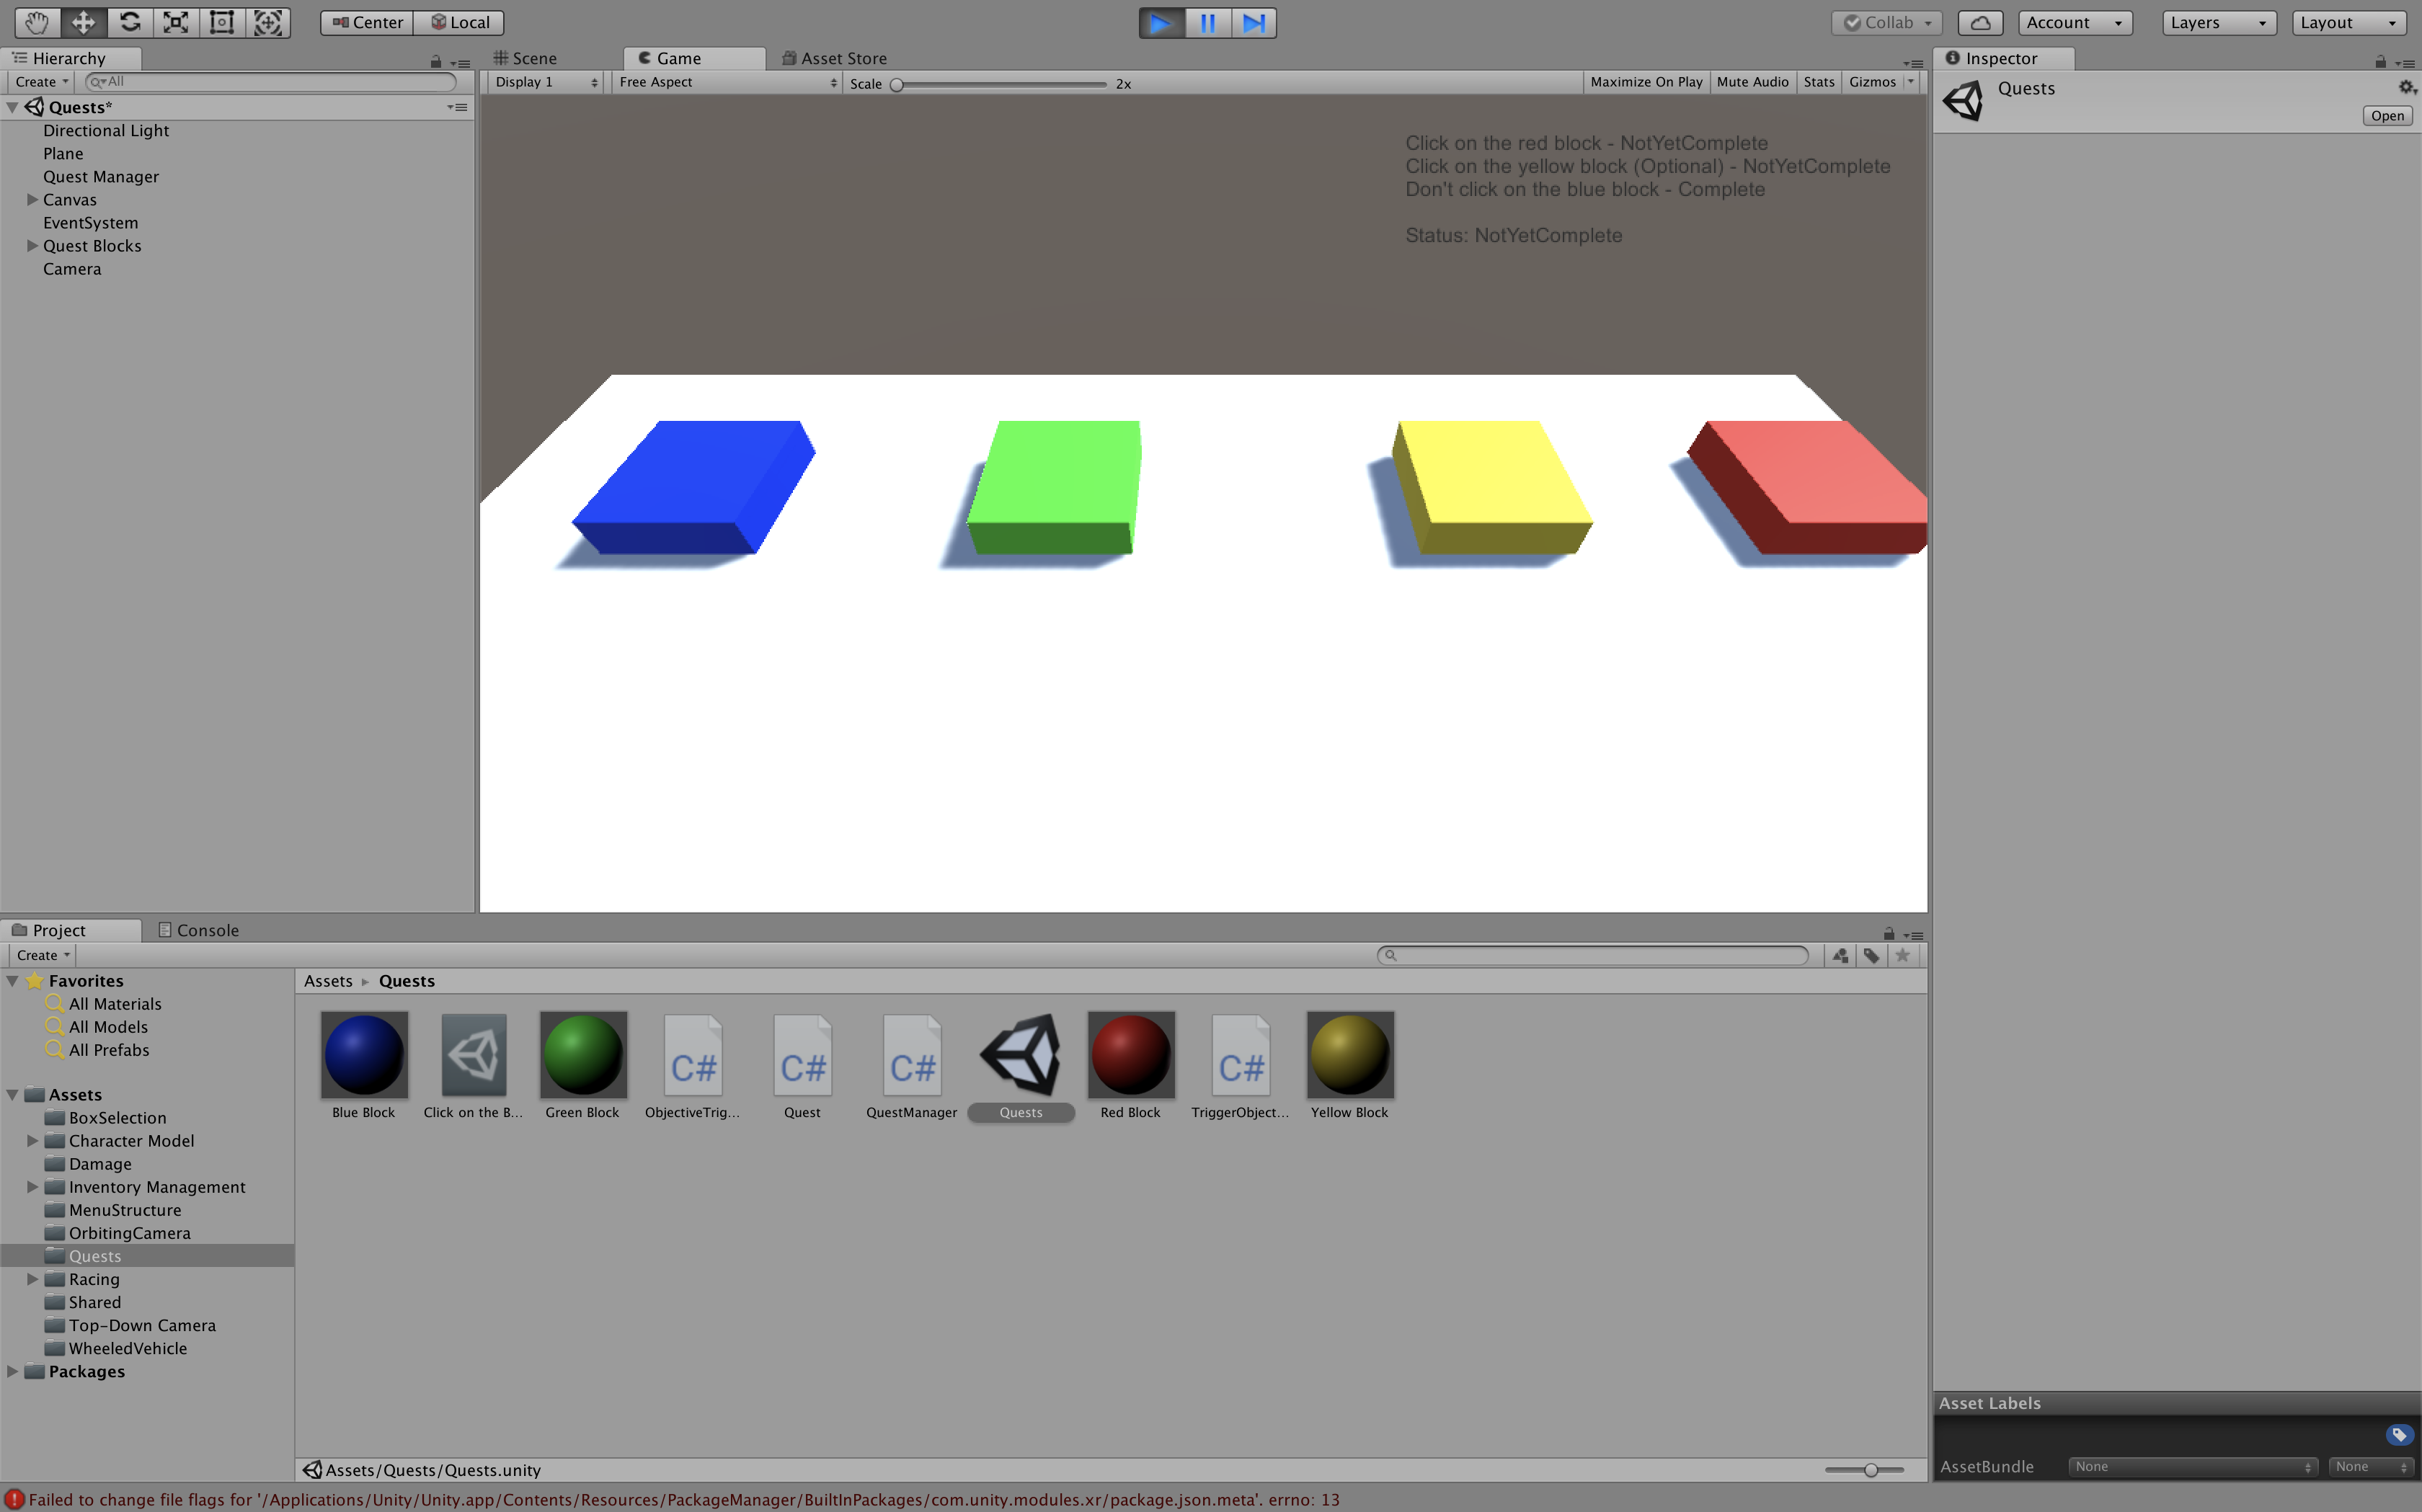 Center
Local
Collab
Account
Layers
Layout
Hierarchy
Create
All
Quests*
Directional Light
Plane
Quest Manager
Canvas
EventSystem
Quest Blocks
Camera
Scene
Game
Asset Store
Display 1
Free Aspect
Scale
2x
Maximize On Play
Mute Audio
Stats
Gizmos
Click on the red block - NotYetComplete
Click on the yellow block (Optional) - NotYetComplete
Don't click on the blue block - Complete
Status: NotYetComplete
Inspector
Quests
Open
Project
Console
Create
Favorites
All Materials
All Models
All Prefabs
Assets
BoxSelection
Character Model
Damage
Inventory Management
MenuStructure
OrbitingCamera
Quests
Racing
Shared
Top-Down Camera
WheeledVehicle
Packages
Assets
Quests
Blue Block
Click on the B...
Green Block
C#
ObjectiveTrig...
C#
Quest
C#
QuestManager
Quests
Red Block
C#
TriggerObject...
Yellow Block
Assets/Quests/Quests.unity
Asset Labels
AssetBundle
None
None
Failed to change file flags for '/Applications/Unity/Unity.app/Contents/Resources/PackageManager/BuiltInPackages/com.unity.modules.xr/package.json.meta'. errno: 13